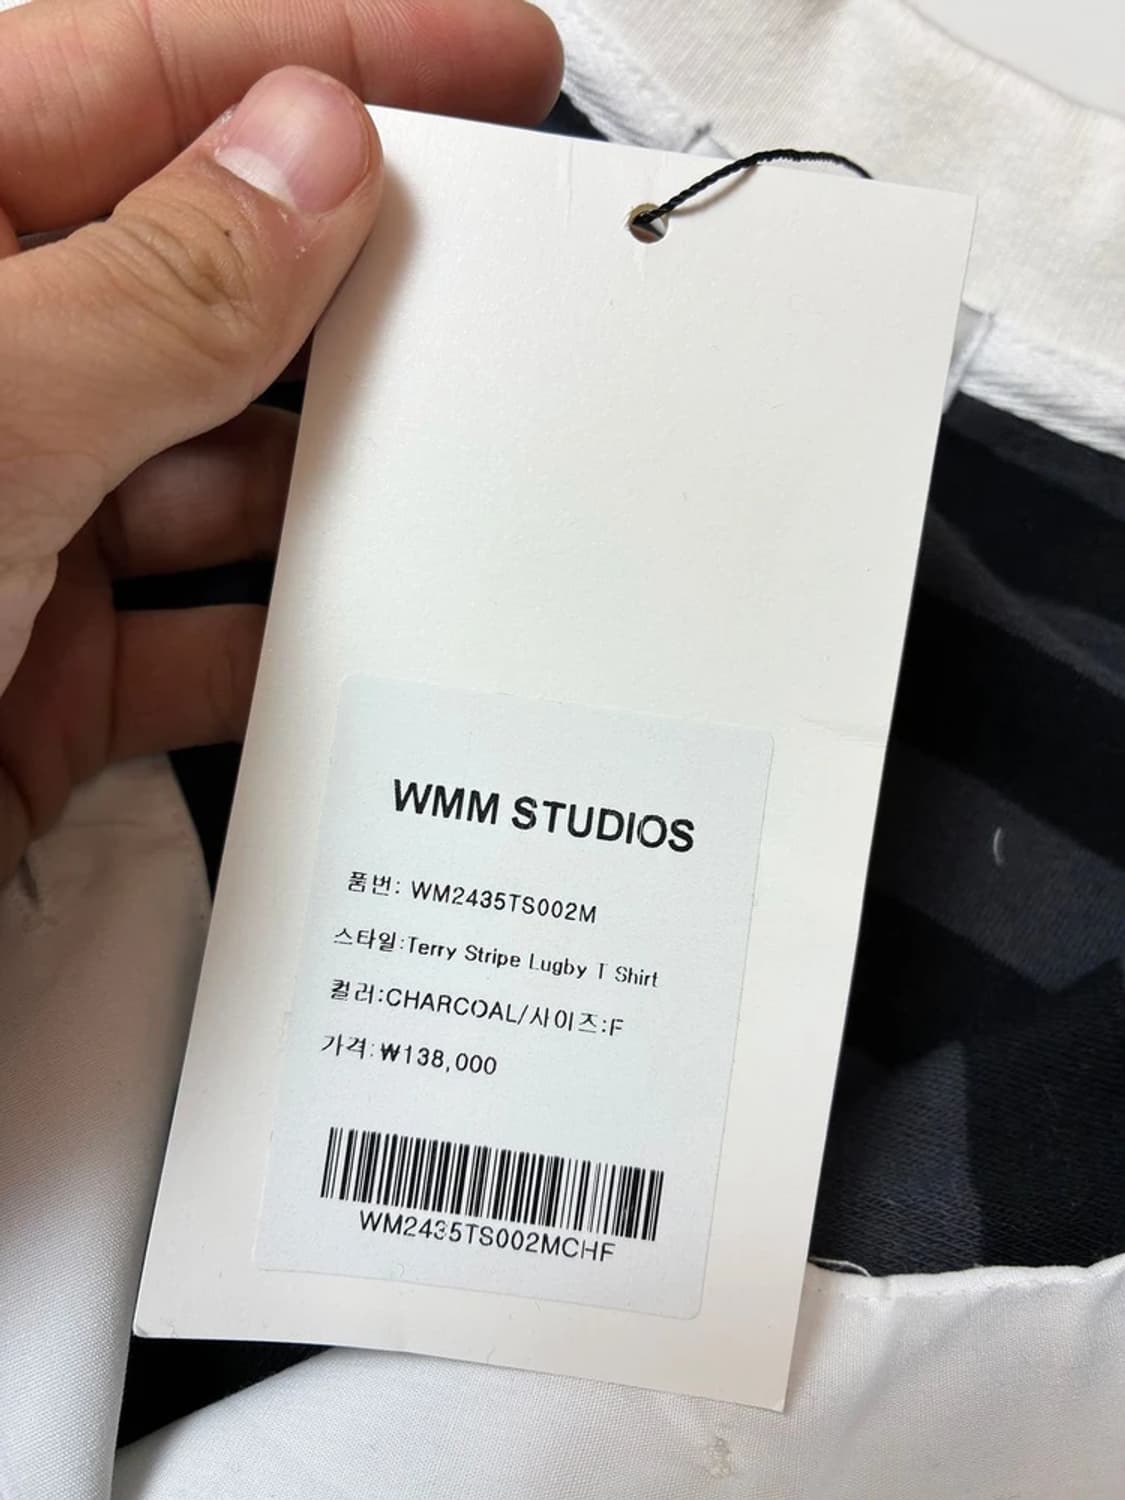 WMM STUDIOS
품번: WM2435TS002M
스타일:Terry Stripe Lugby T Shirt
컬러:CHARCOAL/사이즈:F
가격:₩138,000
WM2435TS002MCHF